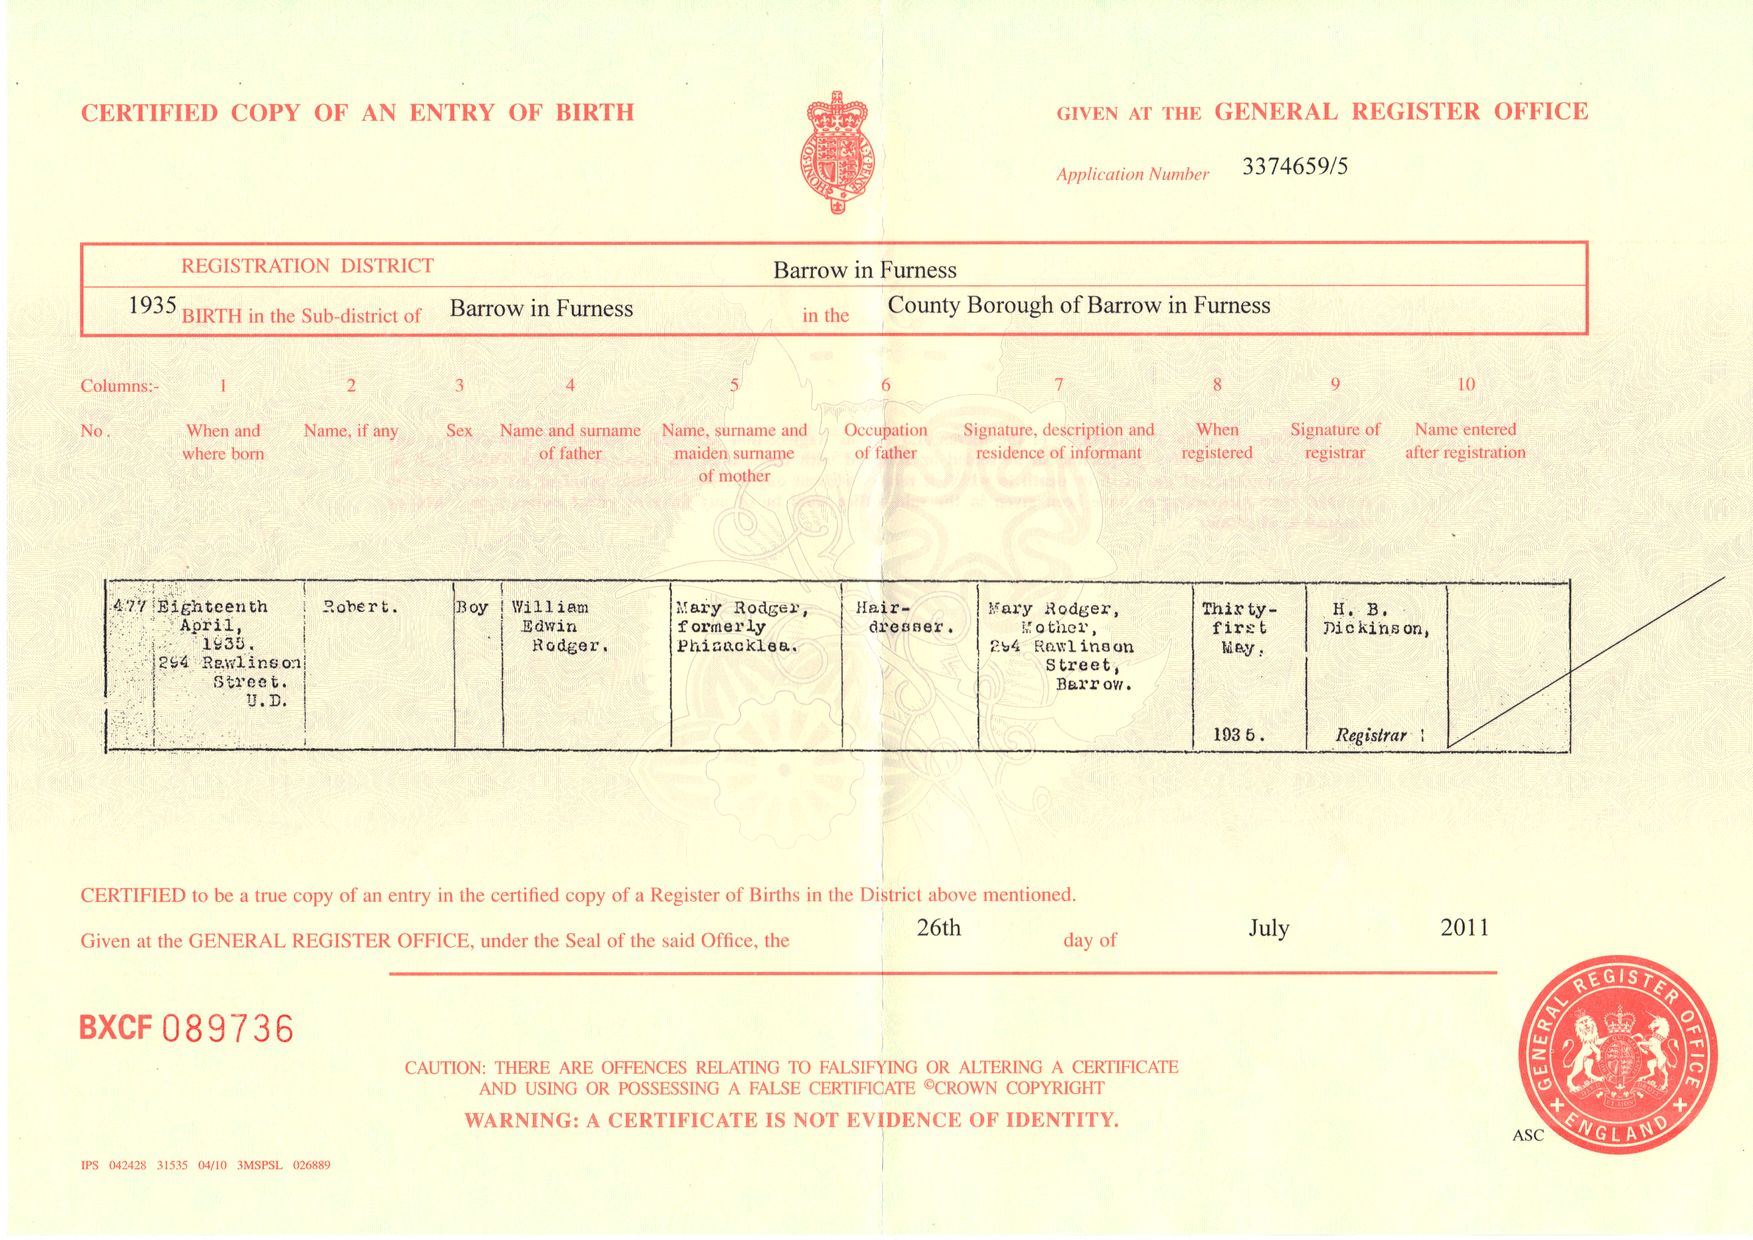 CERTIFIED COPY OF AN ENTRY OF BIRTH
GIVEN AT THE GENERAL REGISTER OFFICE
Application Number 3374659/5
REGISTRATION DISTRICT Barrow in Furness
1935 BIRTH in the Sub-district of Barrow in Furness in the County Borough of Barrow in Furness
Columns:- 1 2 3 4 5 6 7 8 9 10
No. When and Name, if any Sex Name and surname Name, surname and Occupation Signature, description and When Signature of Name entered
where born of father maiden surname of father residence of informant registered registrar after registration
of mother
477 Eighteenth Robert. Boy William Mary Rodger, Hair- Mary Rodger, Thirty- H. B.
April, Edwin formerly dresser. Mother, first Dickinson,
1935. Rodger. Phizacklea. 294 Rawlinson May.
294 Rawlinson Street,
Street. Barrow.
U.D.
1935. Registrar
CERTIFIED to be a true copy of an entry in the certified copy of a Register of Births in the District above mentioned.
Given at the GENERAL REGISTER OFFICE, under the Seal of the said Office, the 26th day of July 2011
BXCF 089736
CAUTION: THERE ARE OFFENCES RELATING TO FALSIFYING OR ALTERING A CERTIFICATE
AND USING OR POSSESSING A FALSE CERTIFICATE ©CROWN COPYRIGHT
WARNING: A CERTIFICATE IS NOT EVIDENCE OF IDENTITY.
GENERAL REGISTER OFFICE
ENGLAND
ASC
IPS 042428 31535 04/10 3MSPSL 026889